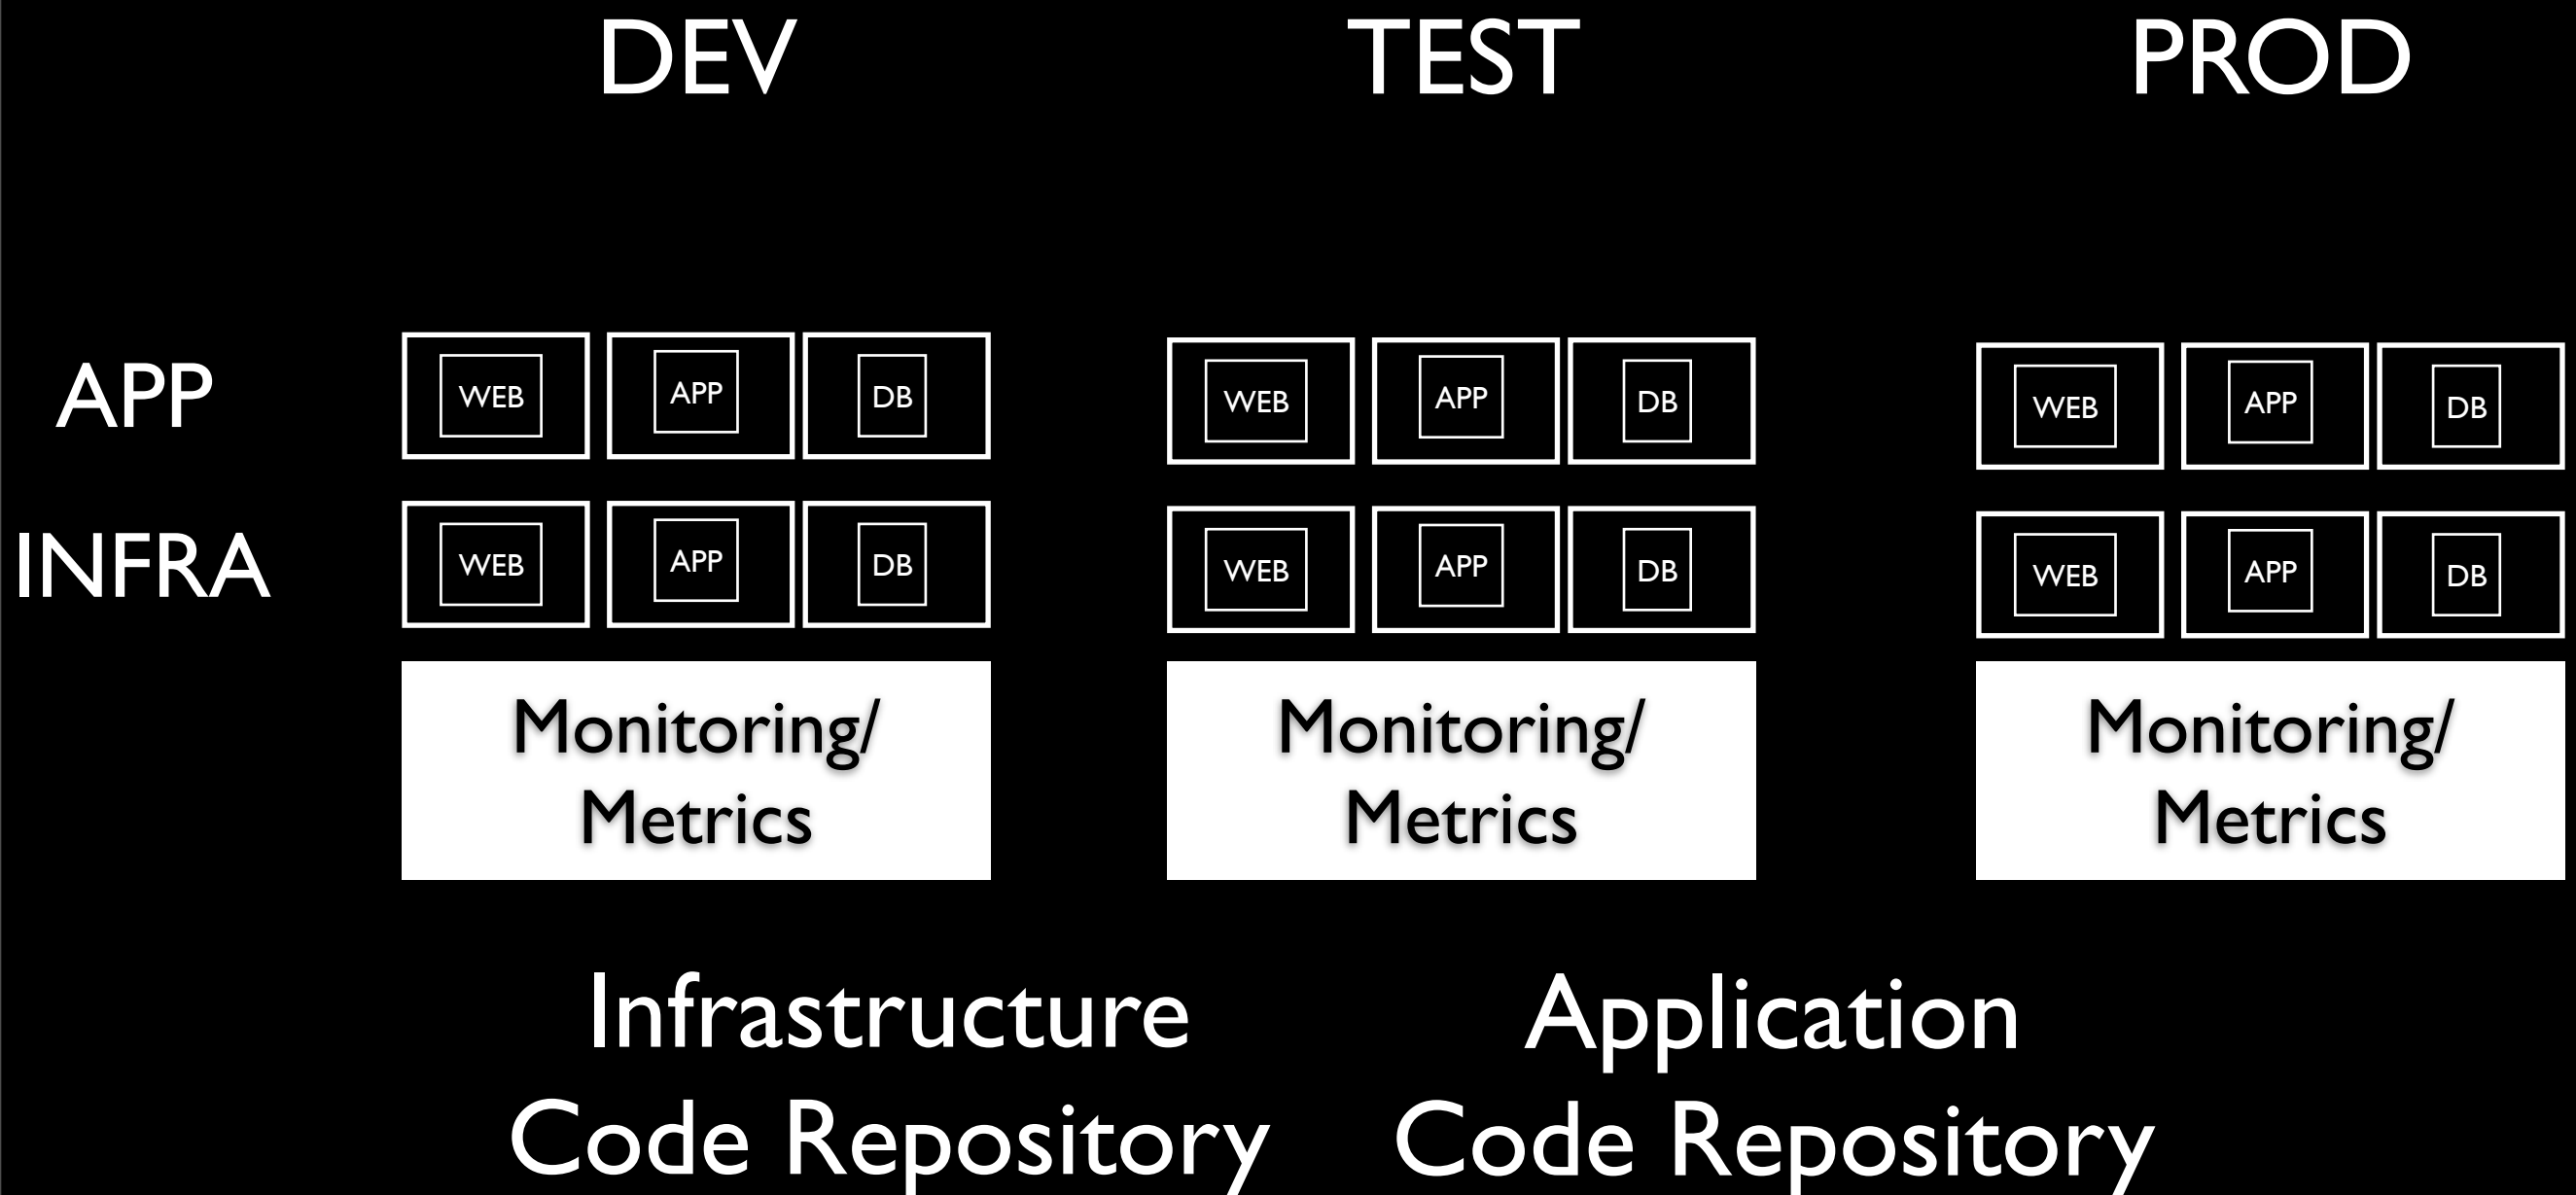 DEV TEST PROD
APP WEB APP DB WEB APP DB WEB APP DB
INFRA WEB APP DB WEB APP DB WEB APP DB
Monitoring/ Monitoring/ Monitoring/
Metrics Metrics Metrics
Infrastructure Application
Code Repository Code Repository